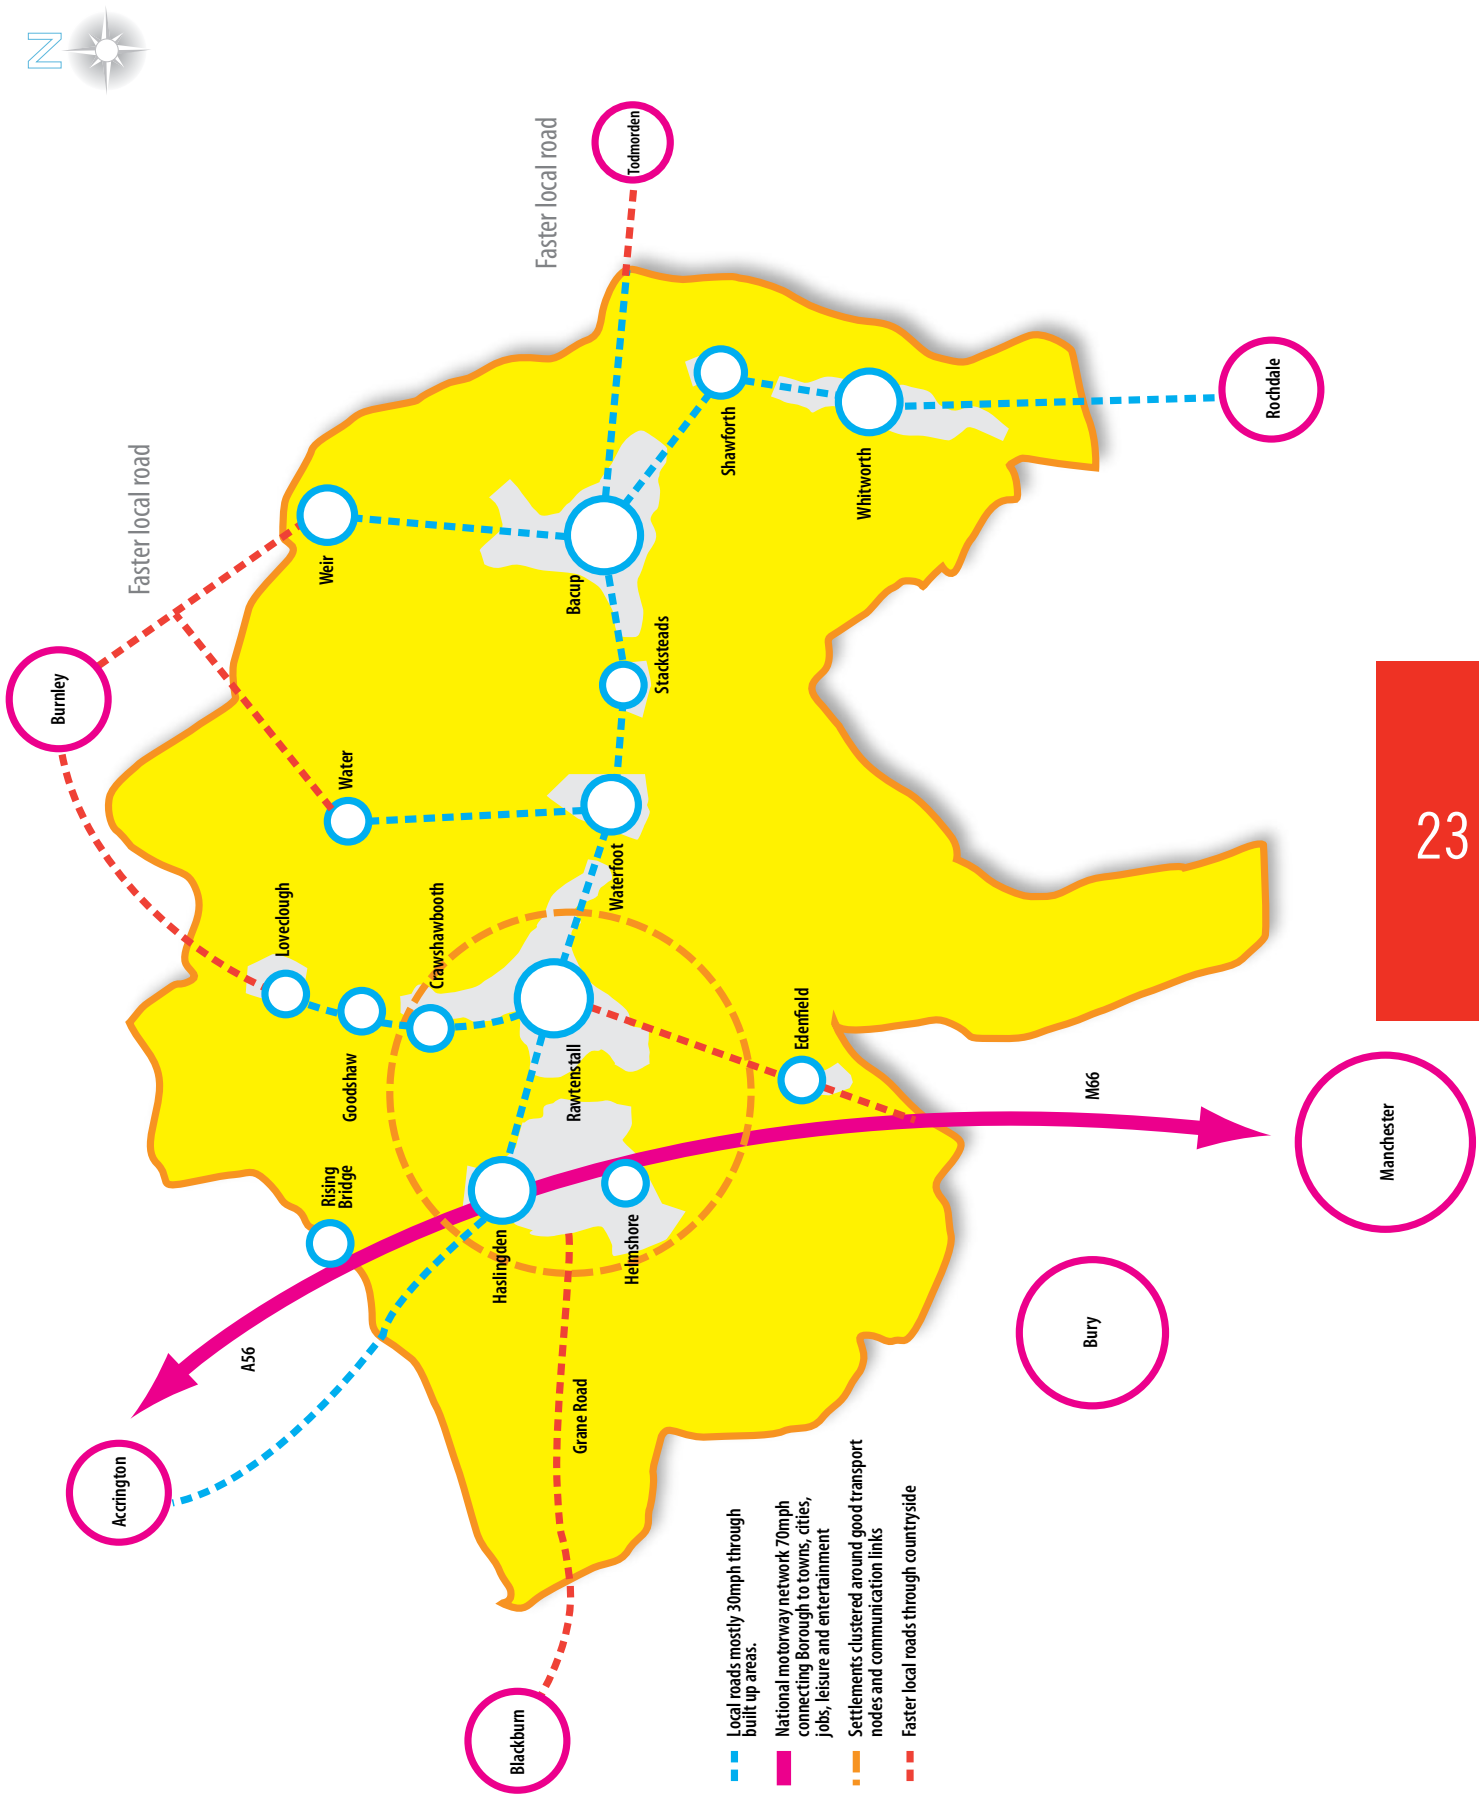 N
Accrington
Burnley
Blackburn
Todmorden
Rochdale
Manchester
Bury
Faster local road
Faster local road
A56
M66
Rising
Bridge
Loveclough
Goodshaw
Crawshawbooth
Water
Weir
Haslingden
Helmshore
Rawtenstall
Waterfoot
Stacksteads
Bacup
Shawforth
Whitworth
Edenfield
Grane Road
Local roads mostly 30mph through
built up areas.
National motorway network 70mph
connecting Borough to towns, cities,
jobs, leisure and entertainment
Settlements clustered around good transport
nodes and communication links
Faster local roads through countryside
23